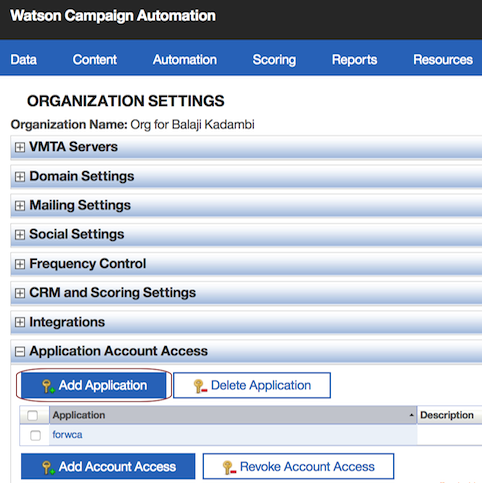 Watson Campaign Automation
Data Content Automation Scoring Reports Resources
ORGANIZATION SETTINGS
Organization Name: Org for Balaji Kadambi
VMTA Servers
Domain Settings
Mailing Settings
Social Settings
Frequency Control
CRM and Scoring Settings
Integrations
Application Account Access
Add Application Delete Application
Application Description
forwca
Add Account Access Revoke Account Access